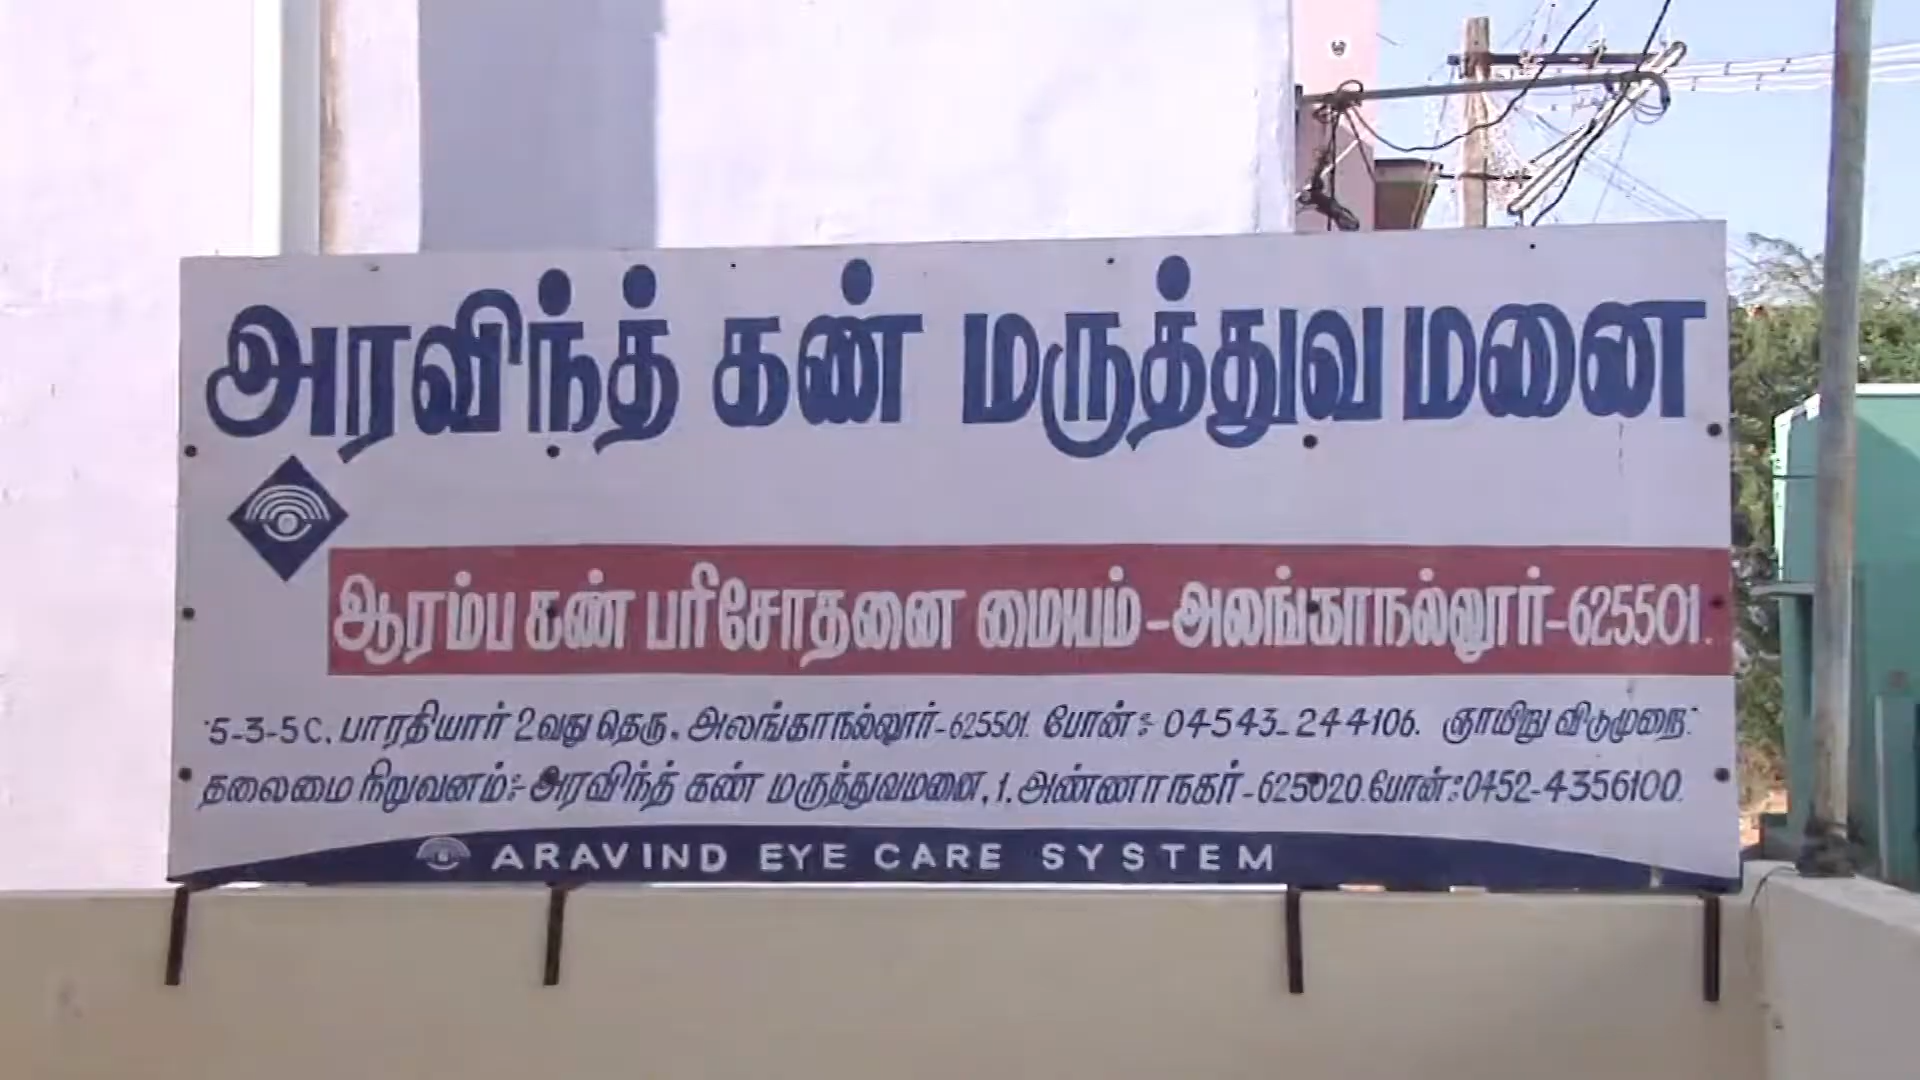 அரவிந்த் கண் மருத்துவமனை
ஆரம்ப கண் பரிசோதனை மையம் - அலங்காநல்லூர் - 625501.
5-3-5C, பாரதியார் 2வது தெரு, அலங்காநல்லூர் - 625501. போன் : 04543-244106. ஞாயிறு விடுமுறை
தலைமை நிறுவனம் :- அரவிந்த் கண் மருத்துவமனை, 1, அண்ணா நகர் - 625020. போன் : 0452-4356100.
ARAVIND EYE CARE SYSTEM